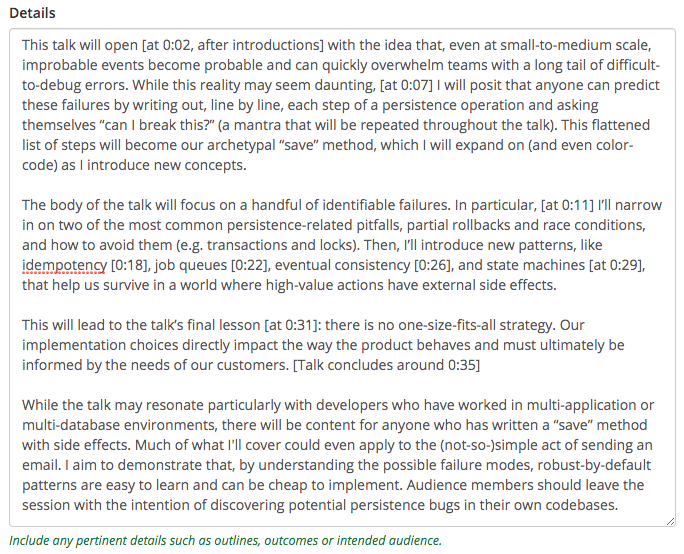 Details
This talk will open [at 0:02, after introductions] with the idea that, even at small-to-medium scale,
improbable events become probable and can quickly overwhelm teams with a long tail of difficult-
to-debug errors. While this reality may seem daunting, [at 0:07] I will posit that anyone can predict
these failures by writing out, line by line, each step of a persistence operation and asking
themselves “can I break this?” (a mantra that will be repeated throughout the talk). This flattened
list of steps will become our archetypal “save” method, which I will expand on (and even color-
code) as I introduce new concepts.
The body of the talk will focus on a handful of identifiable failures. In particular, [at 0:11] I’ll narrow
in on two of the most common persistence-related pitfalls, partial rollbacks and race conditions,
and how to avoid them (e.g. transactions and locks). Then, I’ll introduce new patterns, like
idempotency [0:18], job queues [0:22], eventual consistency [0:26], and state machines [at 0:29],
that help us survive in a world where high-value actions have external side effects.
This will lead to the talk’s final lesson [at 0:31]: there is no one-size-fits-all strategy. Our
implementation choices directly impact the way the product behaves and must ultimately be
informed by the needs of our customers. [Talk concludes around 0:35]
While the talk may resonate particularly with developers who have worked in multi-application or
multi-database environments, there will be content for anyone who has written a “save” method
with side effects. Much of what I'll cover could even apply to the (not-so-)simple act of sending an
email. I aim to demonstrate that, by understanding the possible failure modes, robust-by-default
patterns are easy to learn and can be cheap to implement. Audience members should leave the
session with the intention of discovering potential persistence bugs in their own codebases.
Include any pertinent details such as outlines, outcomes or intended audience.